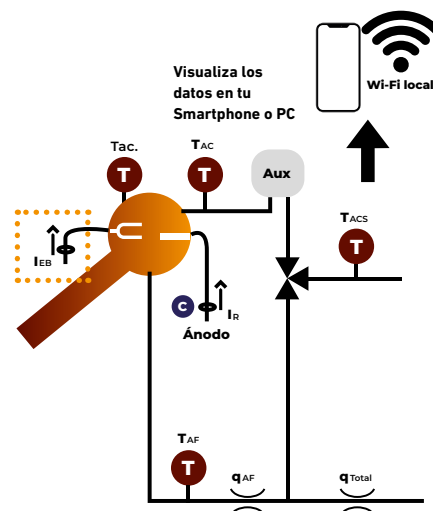 Visualiza los
datos en tu
Smartphone o PC
Wi-Fi local
Tac.
T
TAC
T
Aux
TACS
T
IEB
C
IR
Ánodo
TAF
T
qAF
qTotal